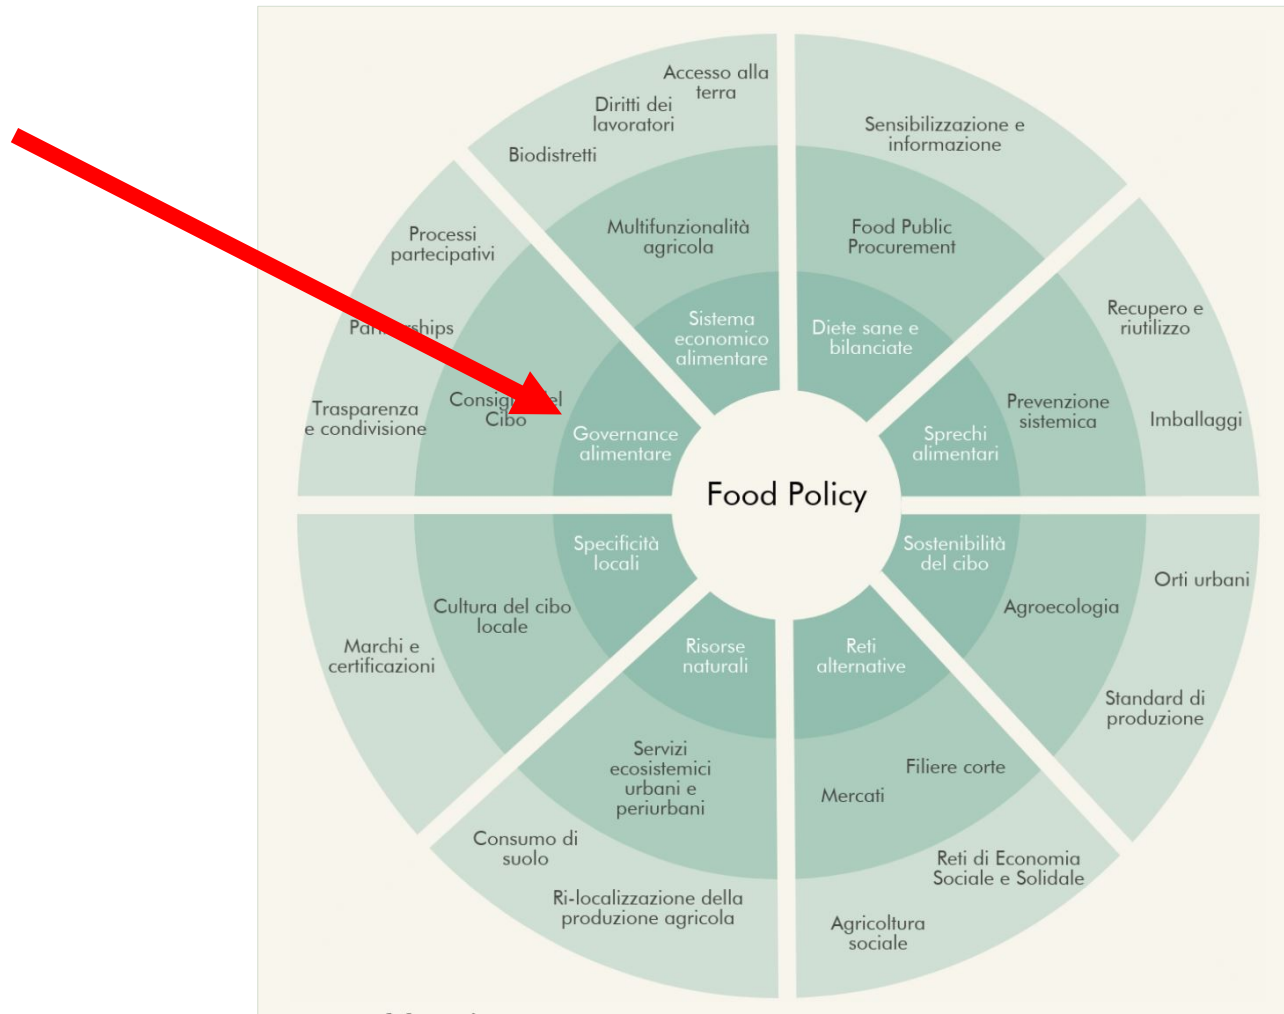 Accesso alla
terra
Diritti dei
lavoratori
Biodistretti
Multifunzionalità
agricola
Sistema
economico
alimentare
Sensibilizzazione e
informazione
Food Public
Procurement
Diete sane e
bilanciate
Recupero e
riutilizzo
Imballaggi
Prevenzione
sistemica
Sprechi
alimentari
Processi
partecipativi
Partnerships
Trasparenza
e condivisione
del
Cibo
Governance
alimentare
Food Policy
Specificità
locali
Cultura del cibo
locale
Marchi e
certificazioni
Risorse
naturali
Servizi
ecosistemici
urbani e
periurbani
Consumo di
suolo
Ri-localizzazione della
produzione agricola
Reti
alternative
Filiere corte
Mercati
Reti di Economia
Sociale e Solidale
Agricoltura
sociale
Sostenibilità
del cibo
Agroecologia
Orti urbani
Standard di
produzione